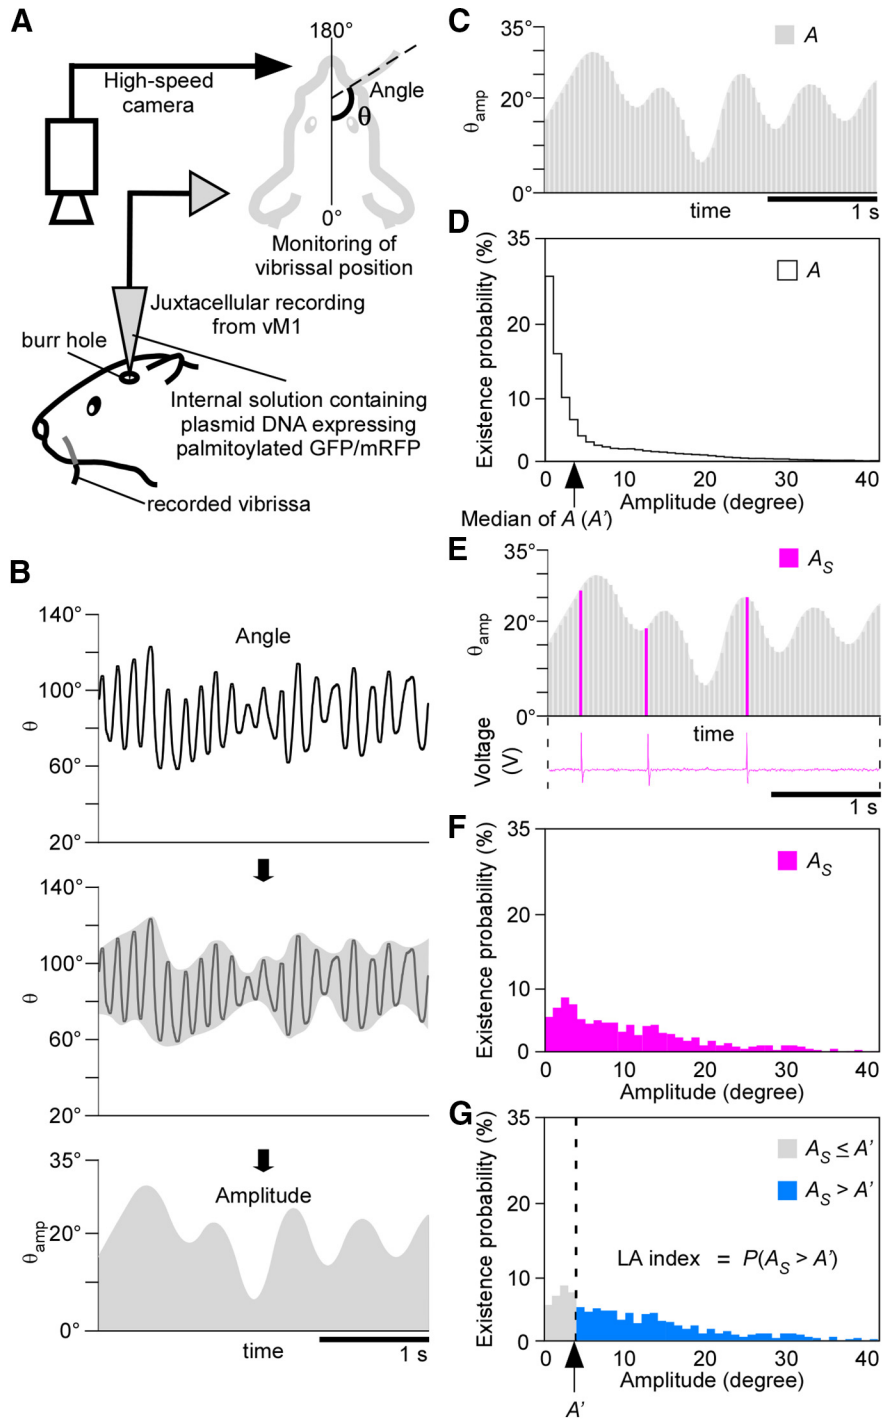 A
180°
High-speed
camera
Angle
θ
0°
Monitoring of
vibrissal position
Juxtacellular recording
from vM1
burr hole
Internal solution containing
plasmid DNA expressing
palmitoylated GFP/mRFP
recorded vibrissa
B
140°
Angle
100°
θ
60°
20°
140°
100°
θ
60°
20°
35°
Amplitude
20°
θamp
0°
time
1 s
C
35°
A
20°
θamp
0°
time
1 s
D
35
A
20
10
0
Existence probability (%)
0 10 20 30 40
Amplitude (degree)
Median of A (A')
E
35°
AS
20°
θamp
0°
time
Voltage
(V)
1 s
F
35
AS
20
10
0
Existence probability (%)
0 10 20 30 40
Amplitude (degree)
G
35
AS ≤ A'
AS > A'
20
LA index = P(AS > A')
10
0
Existence probability (%)
0 10 20 30 40
Amplitude (degree)
A'